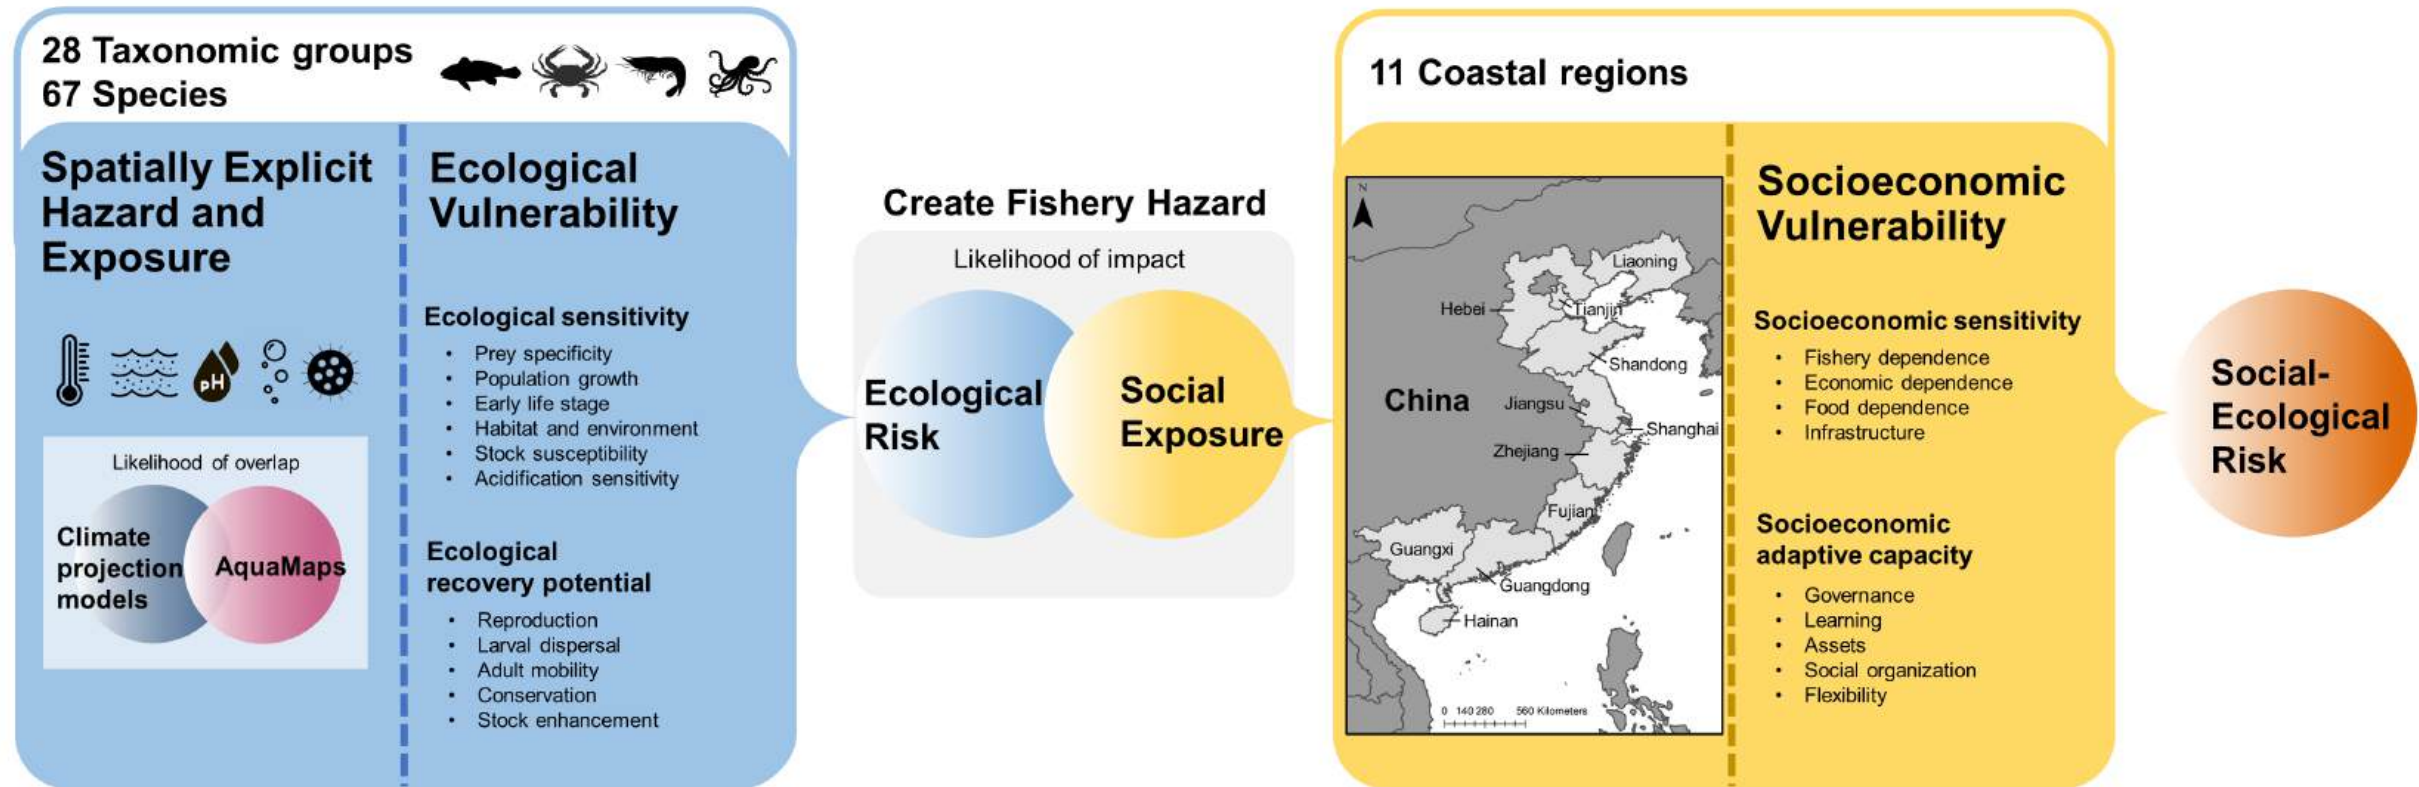 28 Taxonomic groups
67 Species
Spatially Explicit
Hazard and
Exposure
pH
Likelihood of overlap
Climate
projection
models
AquaMaps
Ecological
Vulnerability
Ecological sensitivity
• Prey specificity
• Population growth
• Early life stage
• Habitat and environment
• Stock susceptibility
• Acidification sensitivity
Ecological
recovery potential
• Reproduction
• Larval dispersal
• Adult mobility
• Conservation
• Stock enhancement
Create Fishery Hazard
Likelihood of impact
Ecological
Risk
Social
Exposure
11 Coastal regions
N
Liaoning
Hebei
Tianjin
Shandong
China
Jiangsu
Shanghai
Zhejiang
Fujian
Guangxi
Guangdong
Hainan
0 140 280 560 Kilometers
Socioeconomic
Vulnerability
Socioeconomic sensitivity
• Fishery dependence
• Economic dependence
• Food dependence
• Infrastructure
Socioeconomic
adaptive capacity
• Governance
• Learning
• Assets
• Social organization
• Flexibility
Social-
Ecological
Risk